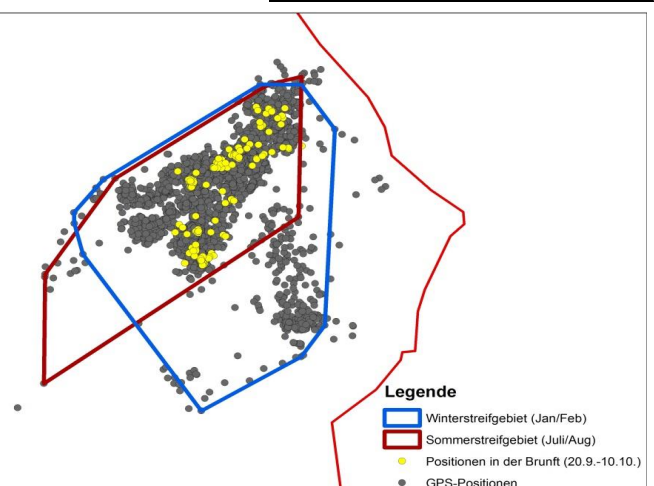 Legende
Winterstreifgebiet (Jan/Feb)
Sommerstreifgebiet (Juli/Aug)
Positionen in der Brunft (20.9.-10.10.)
GPS-Positionen